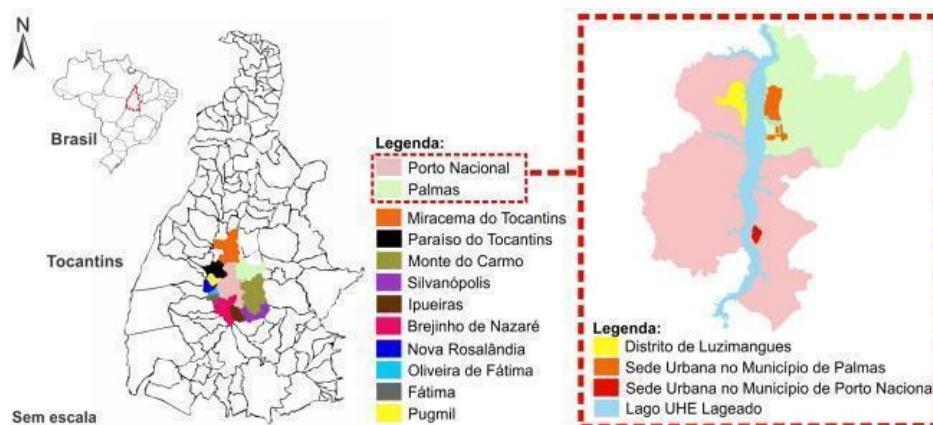 N
Brasil
Tocantins
Sem escala
Legenda:
Porto Nacional
Palmas
Miracema do Tocantins
Paraíso do Tocantins
Monte do Carmo
Silvanópolis
Ipueiras
Brejinho de Nazaré
Nova Rosalândia
Oliveira de Fátima
Fátima
Pugmil
Legenda:
Distrito de Luzimangues
Sede Urbana no Município de Palmas
Sede Urbana no Município de Porto Nacional
Lago UHE Lageado